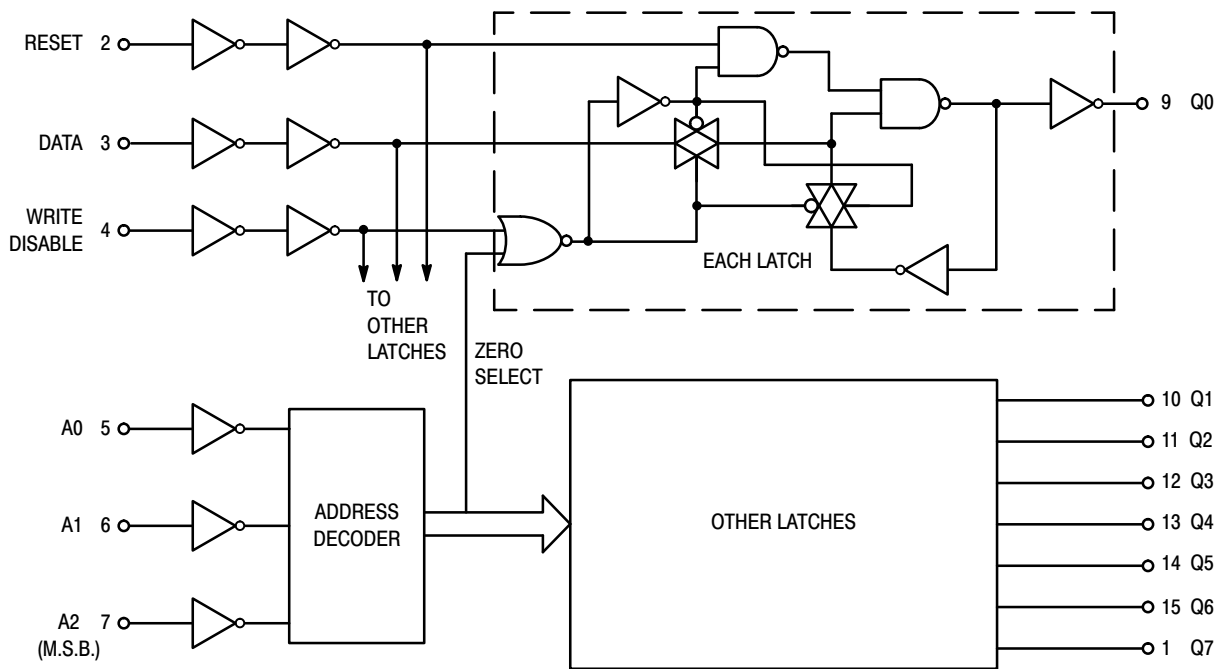 RESET 2
DATA 3
WRITE
DISABLE 4
9 Q0
EACH LATCH
TO
OTHER
LATCHES
ZERO
SELECT
A0 5
A1 6
A2 7
(M.S.B.)
ADDRESS
DECODER
OTHER LATCHES
10 Q1
11 Q2
12 Q3
13 Q4
14 Q5
15 Q6
1 Q7